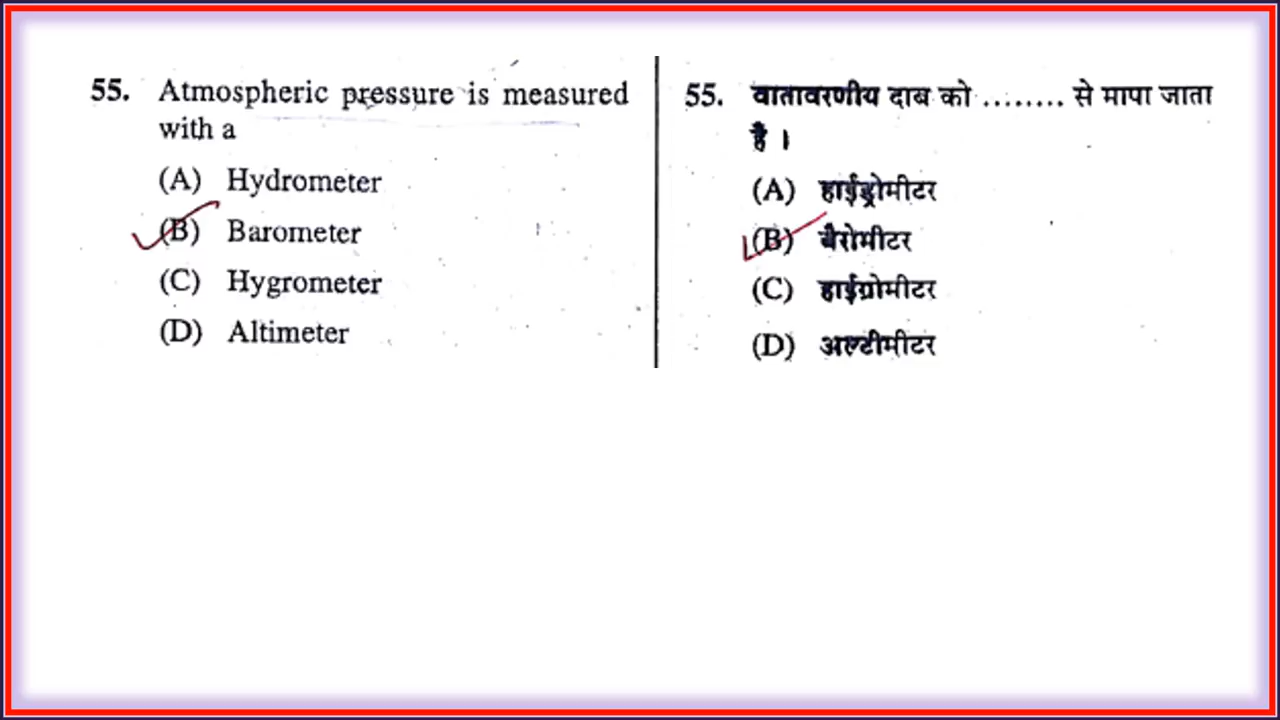 55. Atmospheric pressure is measured
with a
(A) Hydrometer
(B) Barometer
(C) Hygrometer
(D) Altimeter
55. वातावरणीय दाब को ........ से मापा जाता
है ।
(A) हाईड्रोमीटर
(B) बैरोमीटर
(C) हाईग्रोमीटर
(D) अल्टीमीटर